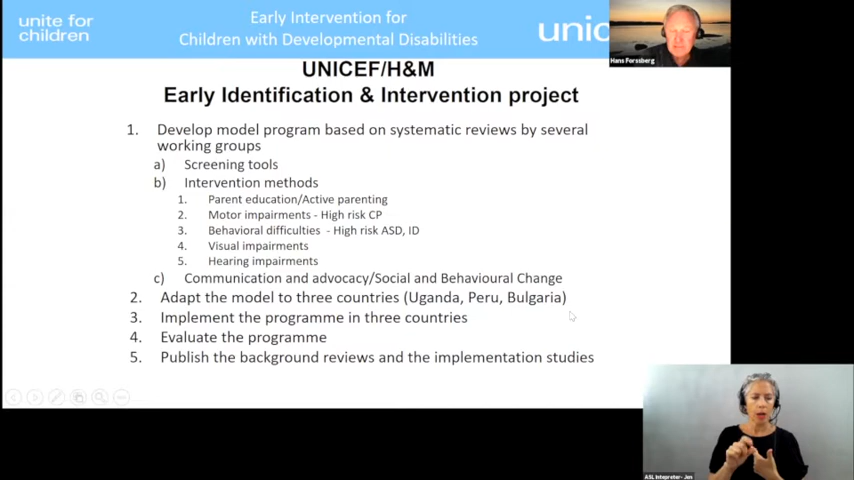 unite for
children
Early Intervention for
Children with Developmental Disabilities
unic
Hans Forssberg
UNICEF/H&M
Early Identification & Intervention project
1. Develop model program based on systematic reviews by several
working groups
a) Screening tools
b) Intervention methods
1. Parent education/Active parenting
2. Motor impairments - High risk CP
3. Behavioral difficulties - High risk ASD, ID
4. Visual impairments
5. Hearing impairments
c) Communication and advocacy/Social and Behavioural Change
2. Adapt the model to three countries (Uganda, Peru, Bulgaria)
3. Implement the programme in three countries
4. Evaluate the programme
5. Publish the background reviews and the implementation studies
ASL Intepreter- Jen